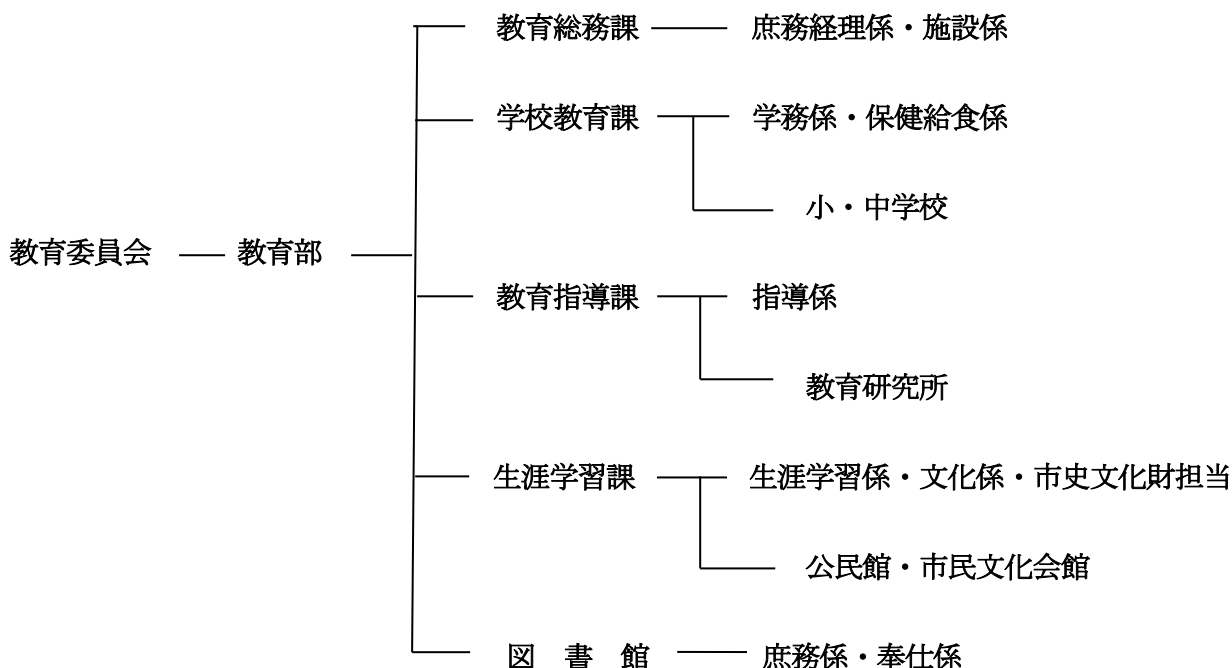 教育総務課 庶務経理係・施設係
学校教育課 学務係・保健給食係
小・中学校
教育委員会 教育部
教育指導課 指導係
教育研究所
生涯学習課 生涯学習係・文化係・市史文化財担当
公民館・市民文化会館
図 書 館 庶務係・奉仕係